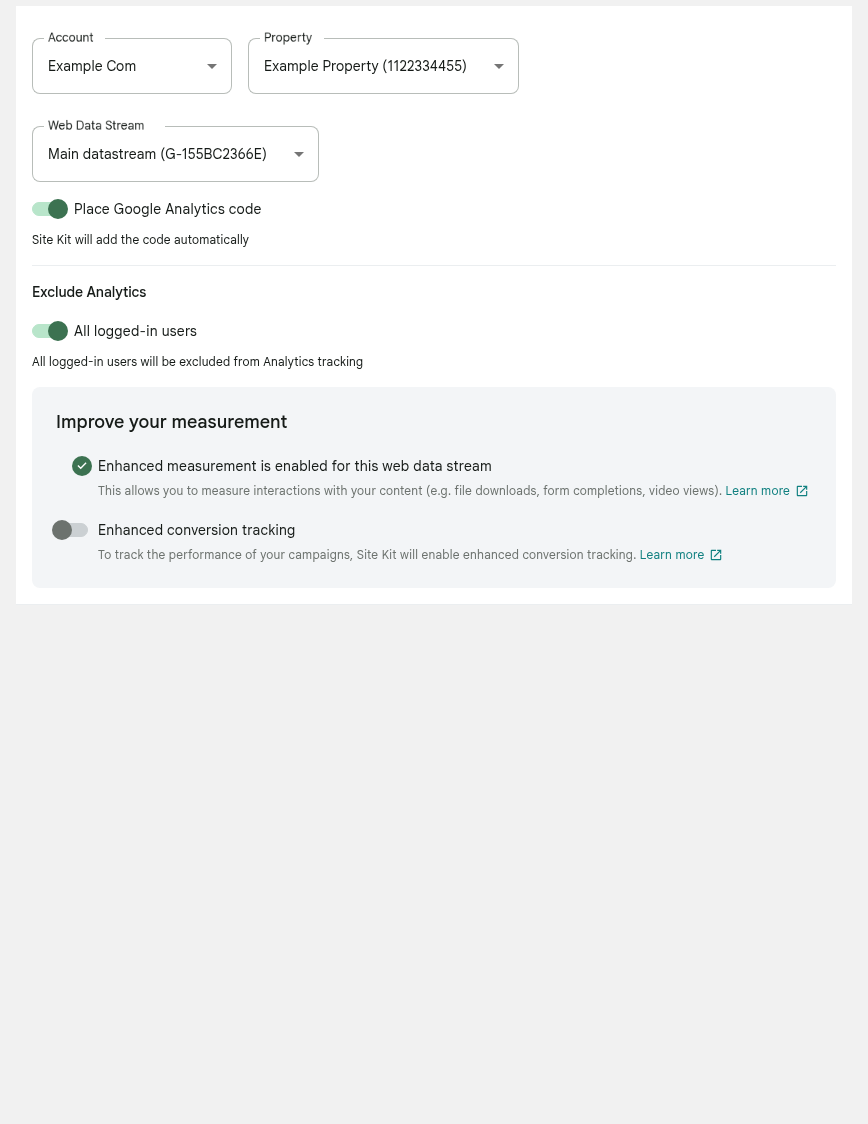 Account
Property
Example Com
Example Property (1122334455)
Web Data Stream
Main datastream (G-155BC2366E)
Place Google Analytics code
Site Kit will add the code automatically
Exclude Analytics
All logged-in users
All logged-in users will be excluded from Analytics tracking
Improve your measurement
Enhanced measurement is enabled for this web data stream
This allows you to measure interactions with your content (e.g. file downloads, form completions, video views). Learn more
Enhanced conversion tracking
To track the performance of your campaigns, Site Kit will enable enhanced conversion tracking. Learn more